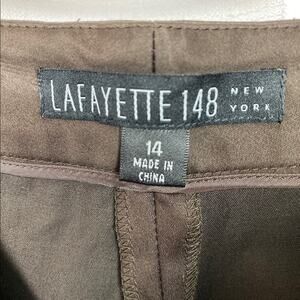 LAFAYETTE 148 NEW YORK
14
MADE IN
CHINA